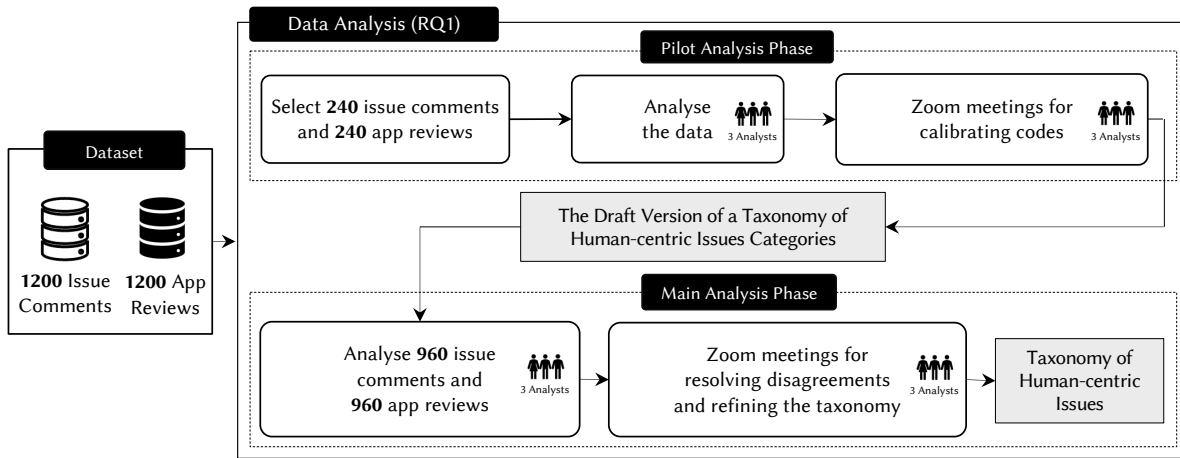 Data Analysis (RQ1)
Pilot Analysis Phase
Select 240 issue comments
and 240 app reviews
Analyse
the data
3 Analysts
Zoom meetings for
calibrating codes
3 Analysts
Dataset
1200 Issue
Comments
1200 App
Reviews
The Draft Version of a Taxonomy of
Human-centric Issues Categories
Main Analysis Phase
Analyse 960 issue
comments and
960 app reviews
3 Analysts
Zoom meetings for
resolving disagreements
and refining the taxonomy
3 Analysts
Taxonomy of
Human-centric
Issues